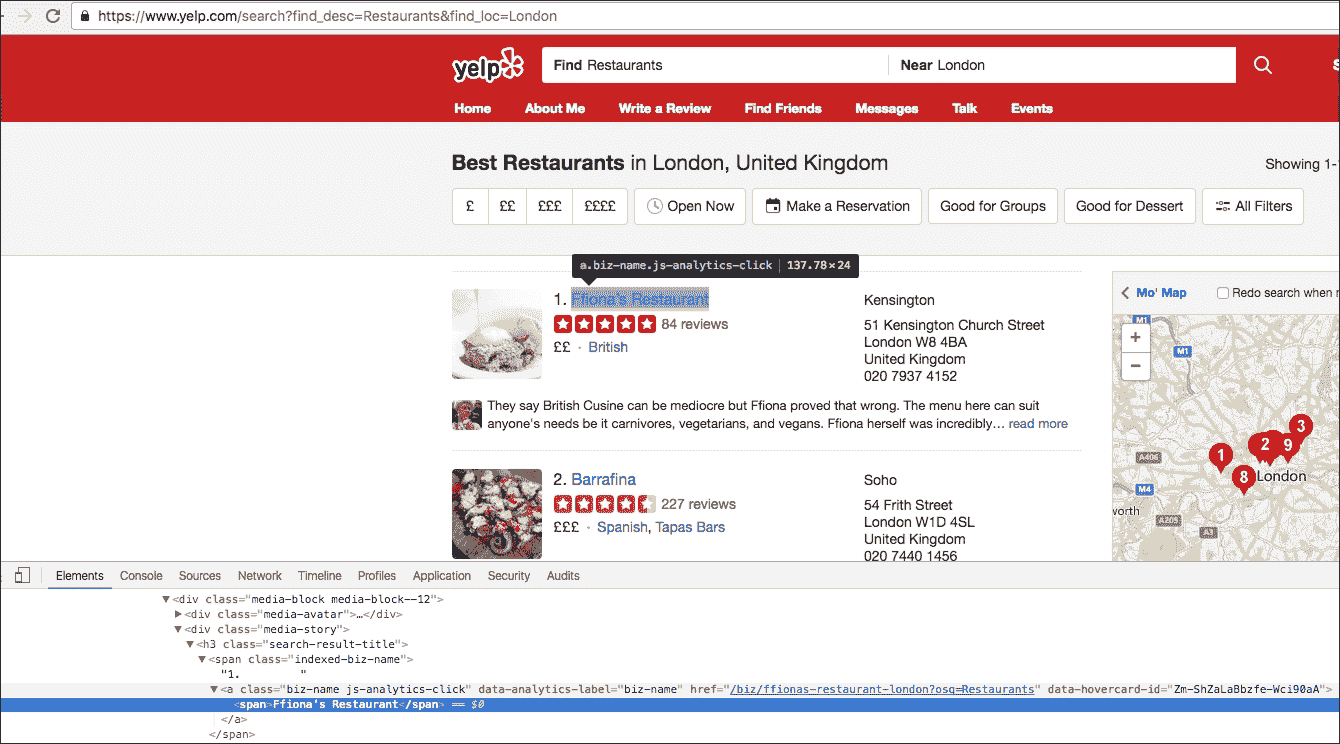 https://www.yelp.com/search?find_desc=Restaurants&find_loc=London
yelp
Find Restaurants
Near London
Home About Me Write a Review Find Friends Messages Talk Events
Best Restaurants in London, United Kingdom
Showing 1-
£ ££ £££ ££££ Open Now Make a Reservation Good for Groups Good for Dessert All Filters
a.biz-name.js-analytics-click | 137.78×24
1. Ffiona's Restaurant
84 reviews
££ · British
Kensington
51 Kensington Church Street
London W8 4BA
United Kingdom
020 7937 4152
They say British Cusine can be mediocre but Ffiona proved that wrong. The menu here can suit
anyone's needs be it carnivores, vegetarians, and vegans. Ffiona herself was incredibly… read more
2. Barrafina
227 reviews
£££ · Spanish, Tapas Bars
Soho
54 Frith Street
London W1D 4SL
United Kingdom
020 7440 1456
Mo' Map
Redo search when
+
−
M1
M1
3
2
9
1
8
London
A406
M4
worth
A205
A3
Elements Console Sources Network Timeline Profiles Application Security Audits
▼<div class="media-block media-block--12">
▶<div class="media-avatar">…</div>
▼<div class="media-story">
▼<h3 class="search-result-title">
▼<span class="indexed-biz-name">
"1. "
▼<a class="biz-name js-analytics-click" data-analytics-label="biz-name" href="/biz/ffionas-restaurant-london?osq=Restaurants" data-hovercard-id="Zm-ShZaLaBbzfe-Wci90aA">
<span>Ffiona's Restaurant</span> == $0
</a>
</span>